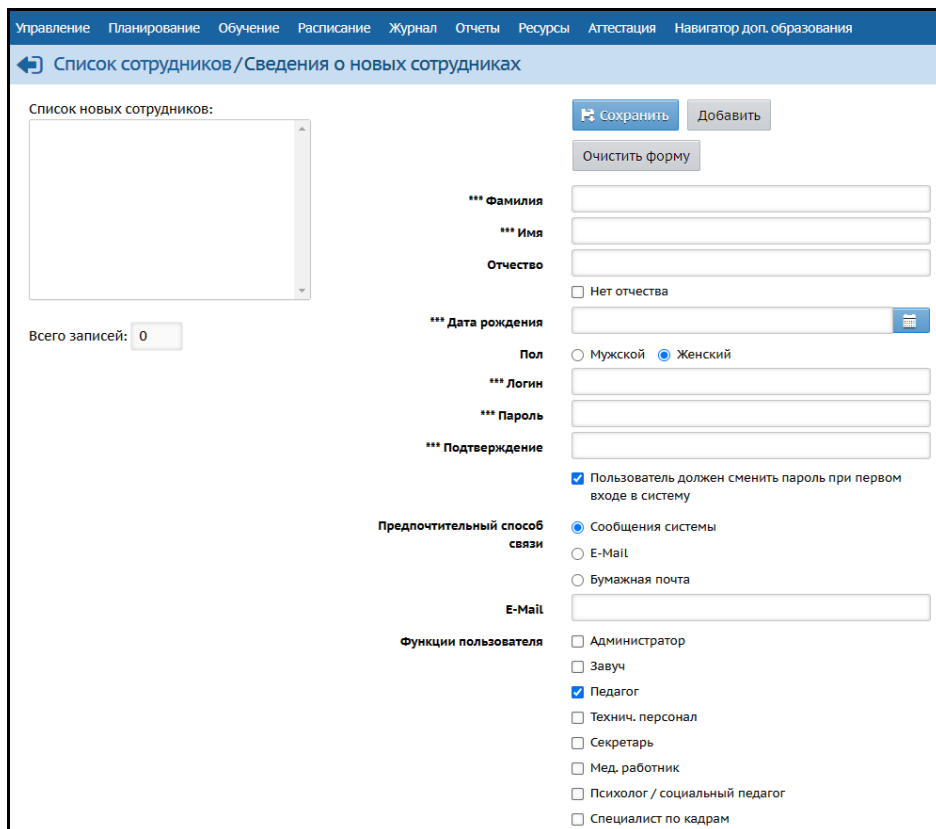 Управление Планирование Обучение Расписание Журнал Отчеты Ресурсы Аттестация Навигатор доп. образования
Список сотрудников/Сведения о новых сотрудниках
Список новых сотрудников:
Всего записей: 0
Сохранить Добавить
Очистить форму
*** Фамилия
*** Имя
Отчество
Нет отчества
*** Дата рождения
Пол Мужской Женский
*** Логин
*** Пароль
*** Подтверждение
Пользователь должен сменить пароль при первом
входе в систему
Предпочтительный способ
связи
Сообщения системы
E-Mail
Бумажная почта
E-Mail
Функции пользователя
Администратор
Завуч
Педагог
Технич. персонал
Секретарь
Мед. работник
Психолог / социальный педагог
Специалист по кадрам